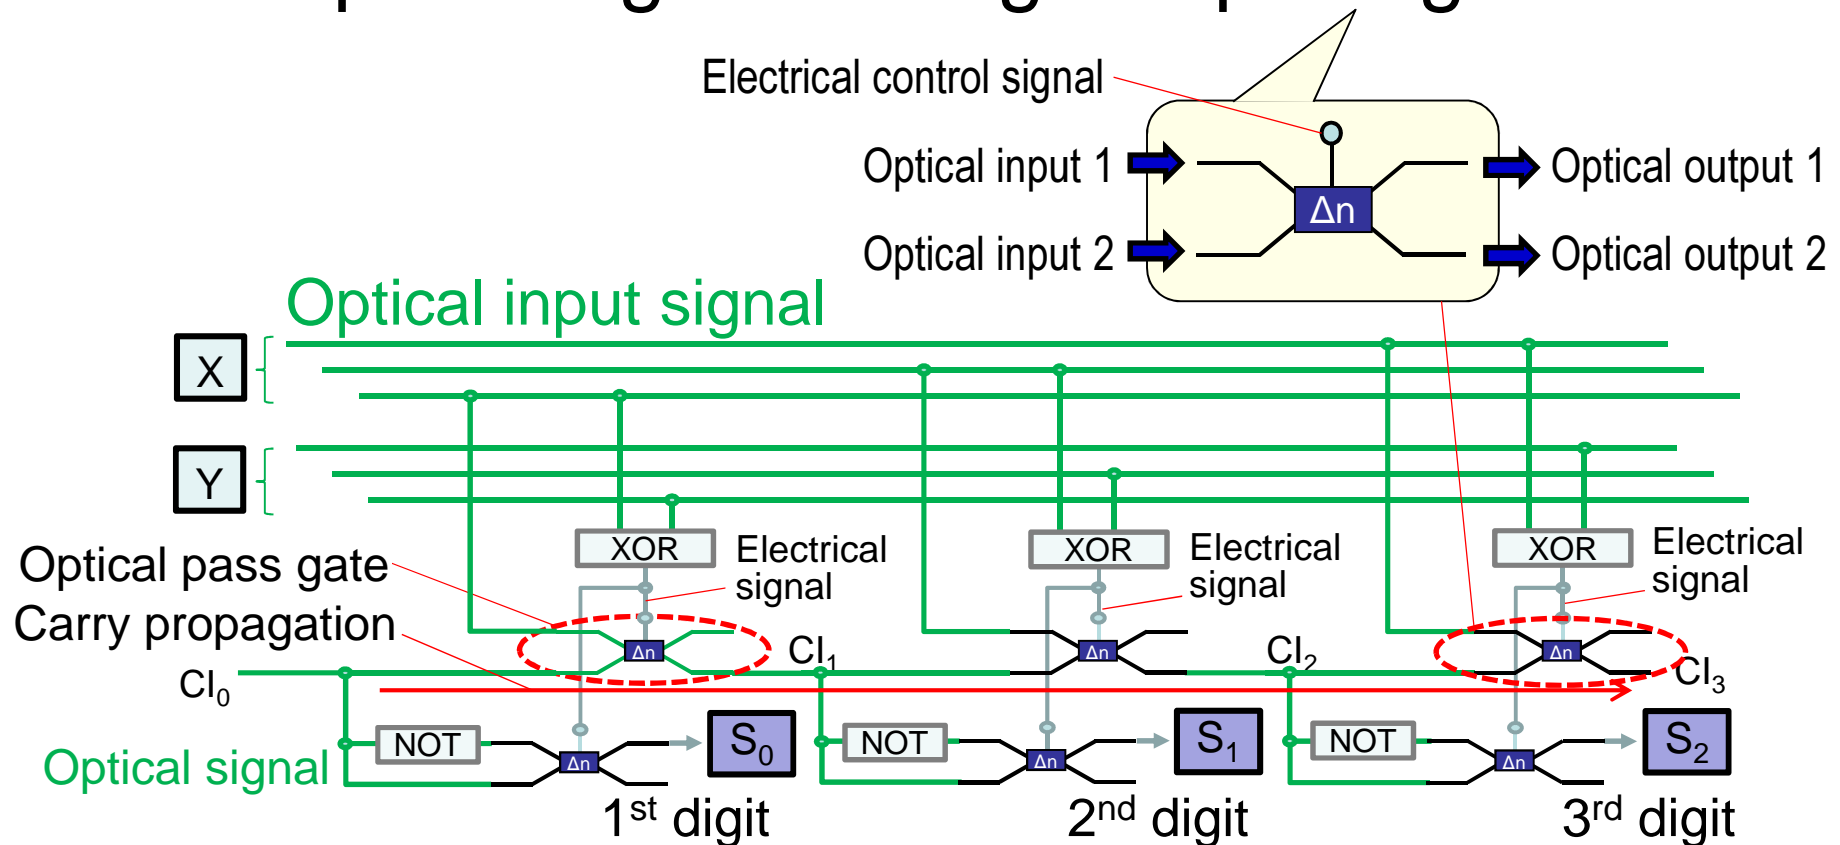 Electrical control signal
Optical input 1
Optical output 1
Δn
Optical input 2
Optical output 2
Optical input signal
X
Y
XOR
Electrical
signal
XOR
Electrical
signal
XOR
Electrical
signal
Optical pass gate
Carry propagation
Δn
Δn
Δn
CI0
CI1
CI2
CI3
NOT
Δn
S0
NOT
Δn
S1
NOT
Δn
S2
Optical signal
1st digit
2nd digit
3rd digit